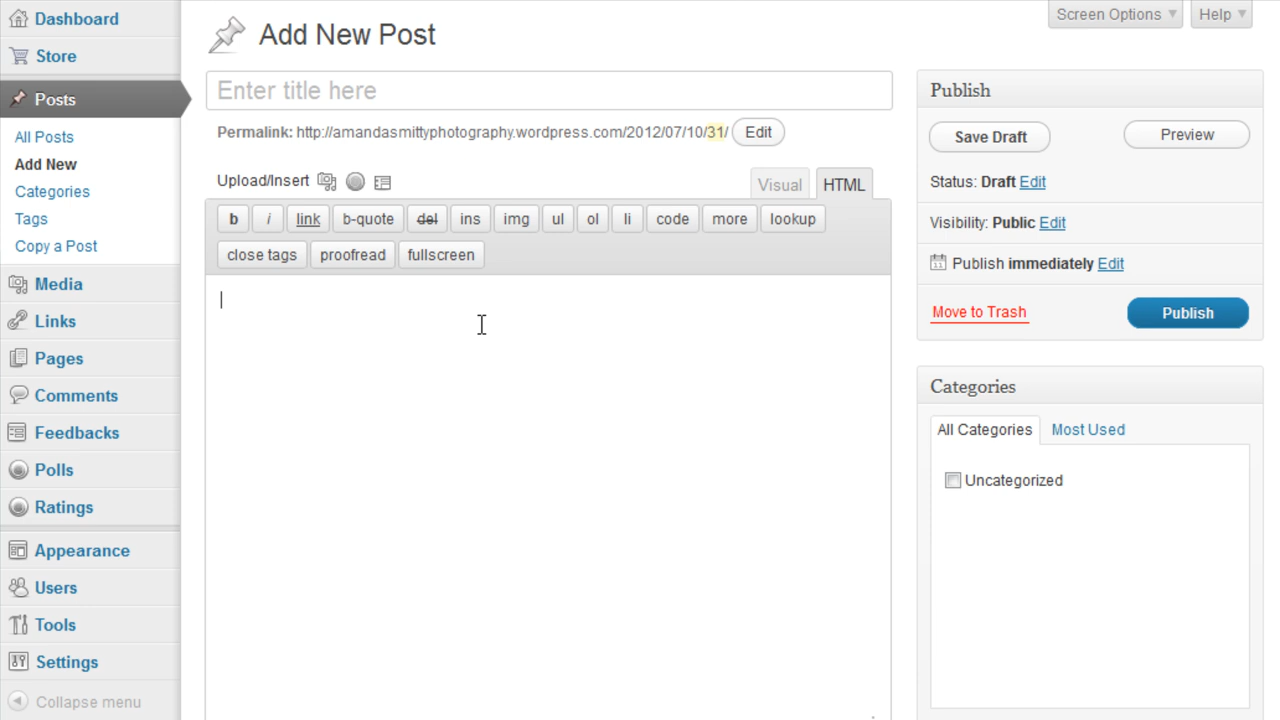 Dashboard
Store
Posts
All Posts
Add New
Categories
Tags
Copy a Post
Media
Links
Pages
Comments
Feedbacks
Polls
Ratings
Appearance
Users
Tools
Settings
Collapse menu
Screen Options
Help
Add New Post
Enter title here
Permalink: http://amandasmittyphotography.wordpress.com/2012/07/10/31/ Edit
Upload/Insert
Visual HTML
b i link b-quote del ins img ul ol li code more lookup
close tags proofread fullscreen
Publish
Save Draft Preview
Status: Draft Edit
Visibility: Public Edit
11 Publish immediately Edit
Move to Trash Publish
Categories
All Categories Most Used
Uncategorized